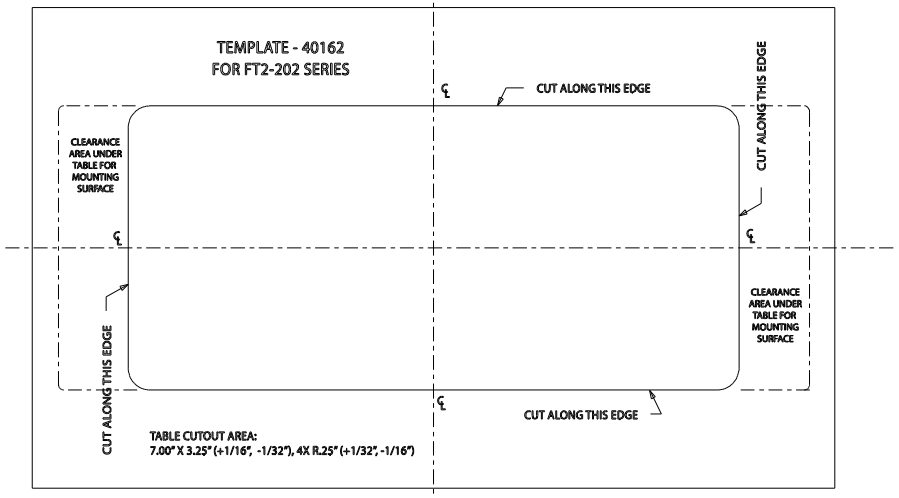 TEMPLATE - 40162
FOR FT2-202 SERIES
℄
CUT ALONG THIS EDGE
CUT ALONG THIS EDGE
CLEARANCE
AREA UNDER
TABLE FOR
MOUNTING
SURFACE
℄
℄
CLEARANCE
AREA UNDER
TABLE FOR
MOUNTING
SURFACE
CUT ALONG THIS EDGE
℄
CUT ALONG THIS EDGE
TABLE CUTOUT AREA:
7.00" X 3.25" (+1/16", -1/32"), 4X R.25" (+1/32", -1/16")